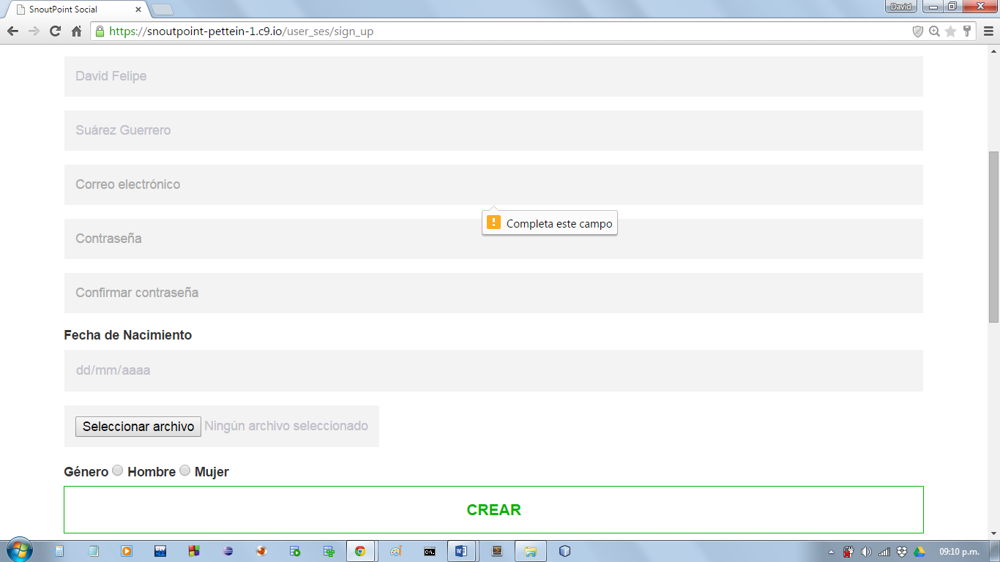 SnoutPoint Social
David
https://snoutpoint-pettein-1.c9.io/user_ses/sign_up
David Felipe
Suárez Guerrero
Correo electrónico
Completa este campo
Contraseña
Confirmar contraseña
Fecha de Nacimiento
dd/mm/aaaa
Seleccionar archivo Ningún archivo seleccionado
Género Hombre Mujer
CREAR
09:10 p.m.